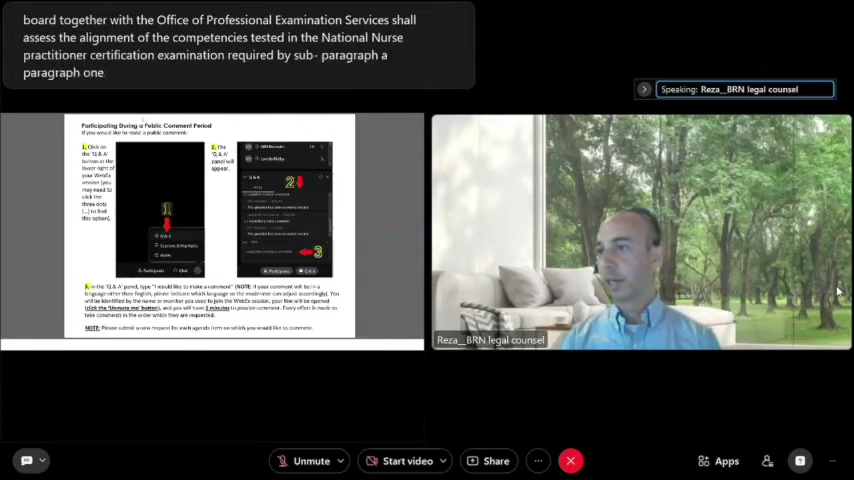 board together with the Office of Professional Examination Services shall
assess the alignment of the competencies tested in the National Nurse
practitioner certification examination required by sub- paragraph a
paragraph one
Speaking: Reza__BRN legal counsel
Participating During a Public Comment Period
If you would like to make a public comment:
1. Click on
the 'Q & A'
button at the
lower right of
your WebEx
session (you
may need to
click the
three dots
(...) to find
this option).
1
Q & A
Participants
Chat
2. The
'Q & A'
panel will
appear.
Q & A
2
3
Participants
Q & A
3. In the 'Q & A' panel, type "I would like to make a comment" (NOTE: if your comment will be in a
language other than English, please indicate which language so the moderator can adjust accordingly). You
will be identified by the name or moniker you used to join the WebEx session, your line will be opened
(click the 'Unmute me' button), and you will have 2 minutes to provide comment. Every effort is made to
take comments in the order which they are requested.
NOTE: Please submit a new request for each agenda item on which you would like to comment.
Reza__BRN legal counsel
Unmute
Start video
Share
Apps